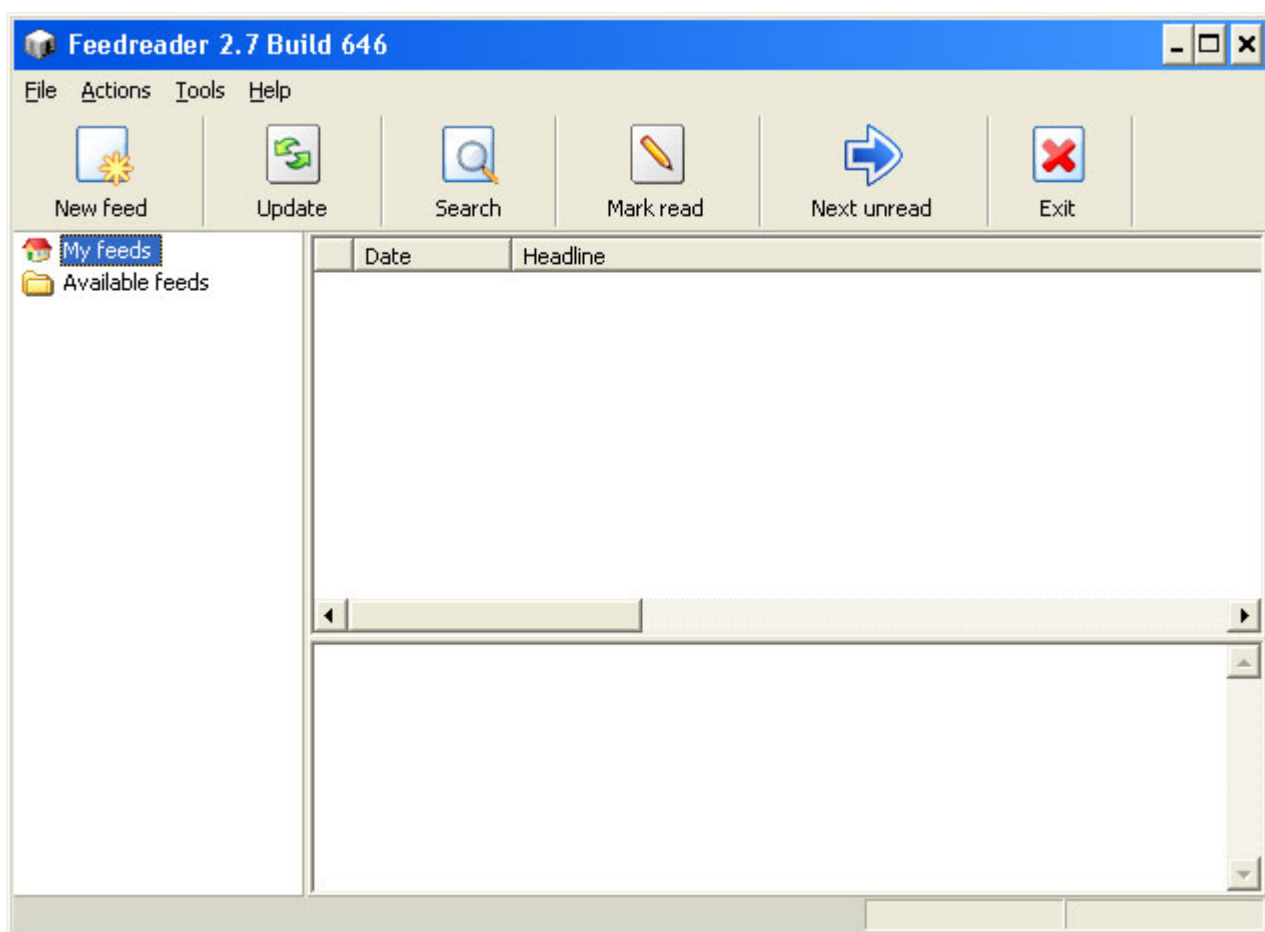 Feedreader 2.7 Build 646
File Actions Tools Help
New feed Update Search Mark read Next unread Exit
My feeds Date Headline
Available feeds